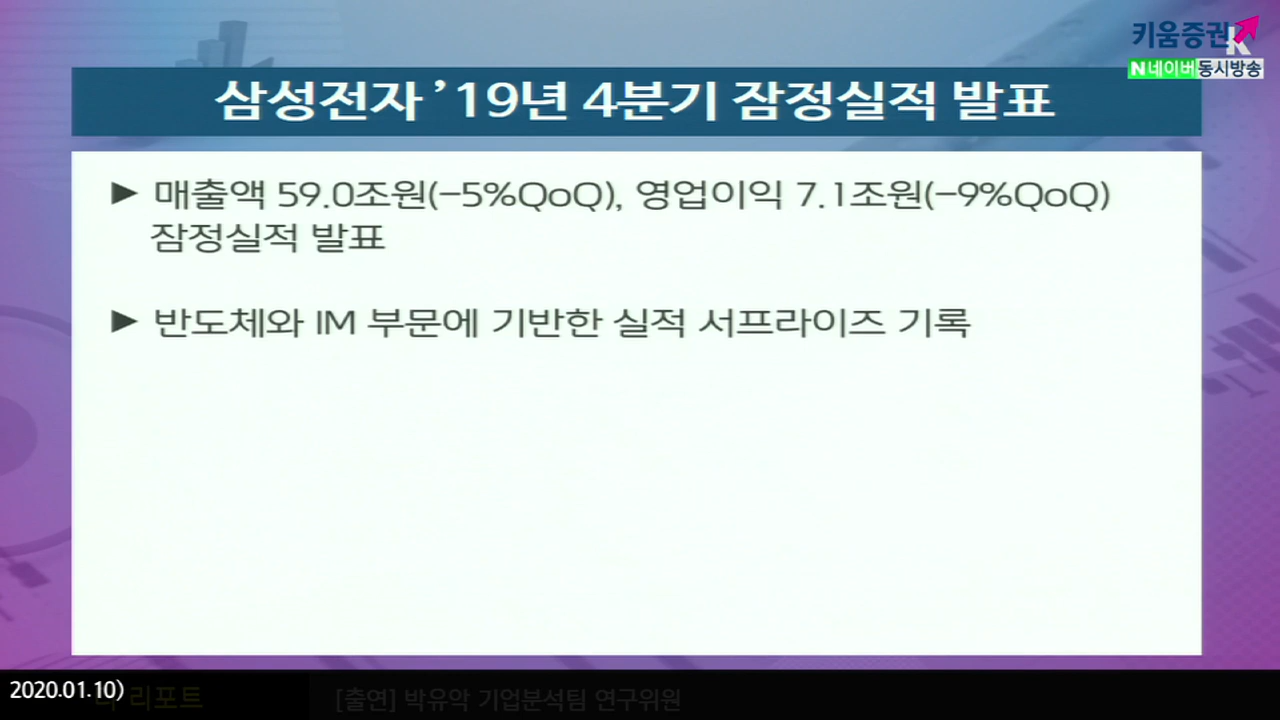 키움증권
K
N 네이버 동시방송
삼성전자 ’19년 4분기 잠정실적 발표
▶ 매출액 59.0조원(-5%QoQ), 영업이익 7.1조원(-9%QoQ)
잠정실적 발표
▶ 반도체와 IM 부문에 기반한 실적 서프라이즈 기록
2020.01.10)
리포트
[출연] 박유악 기업분석팀 연구위원